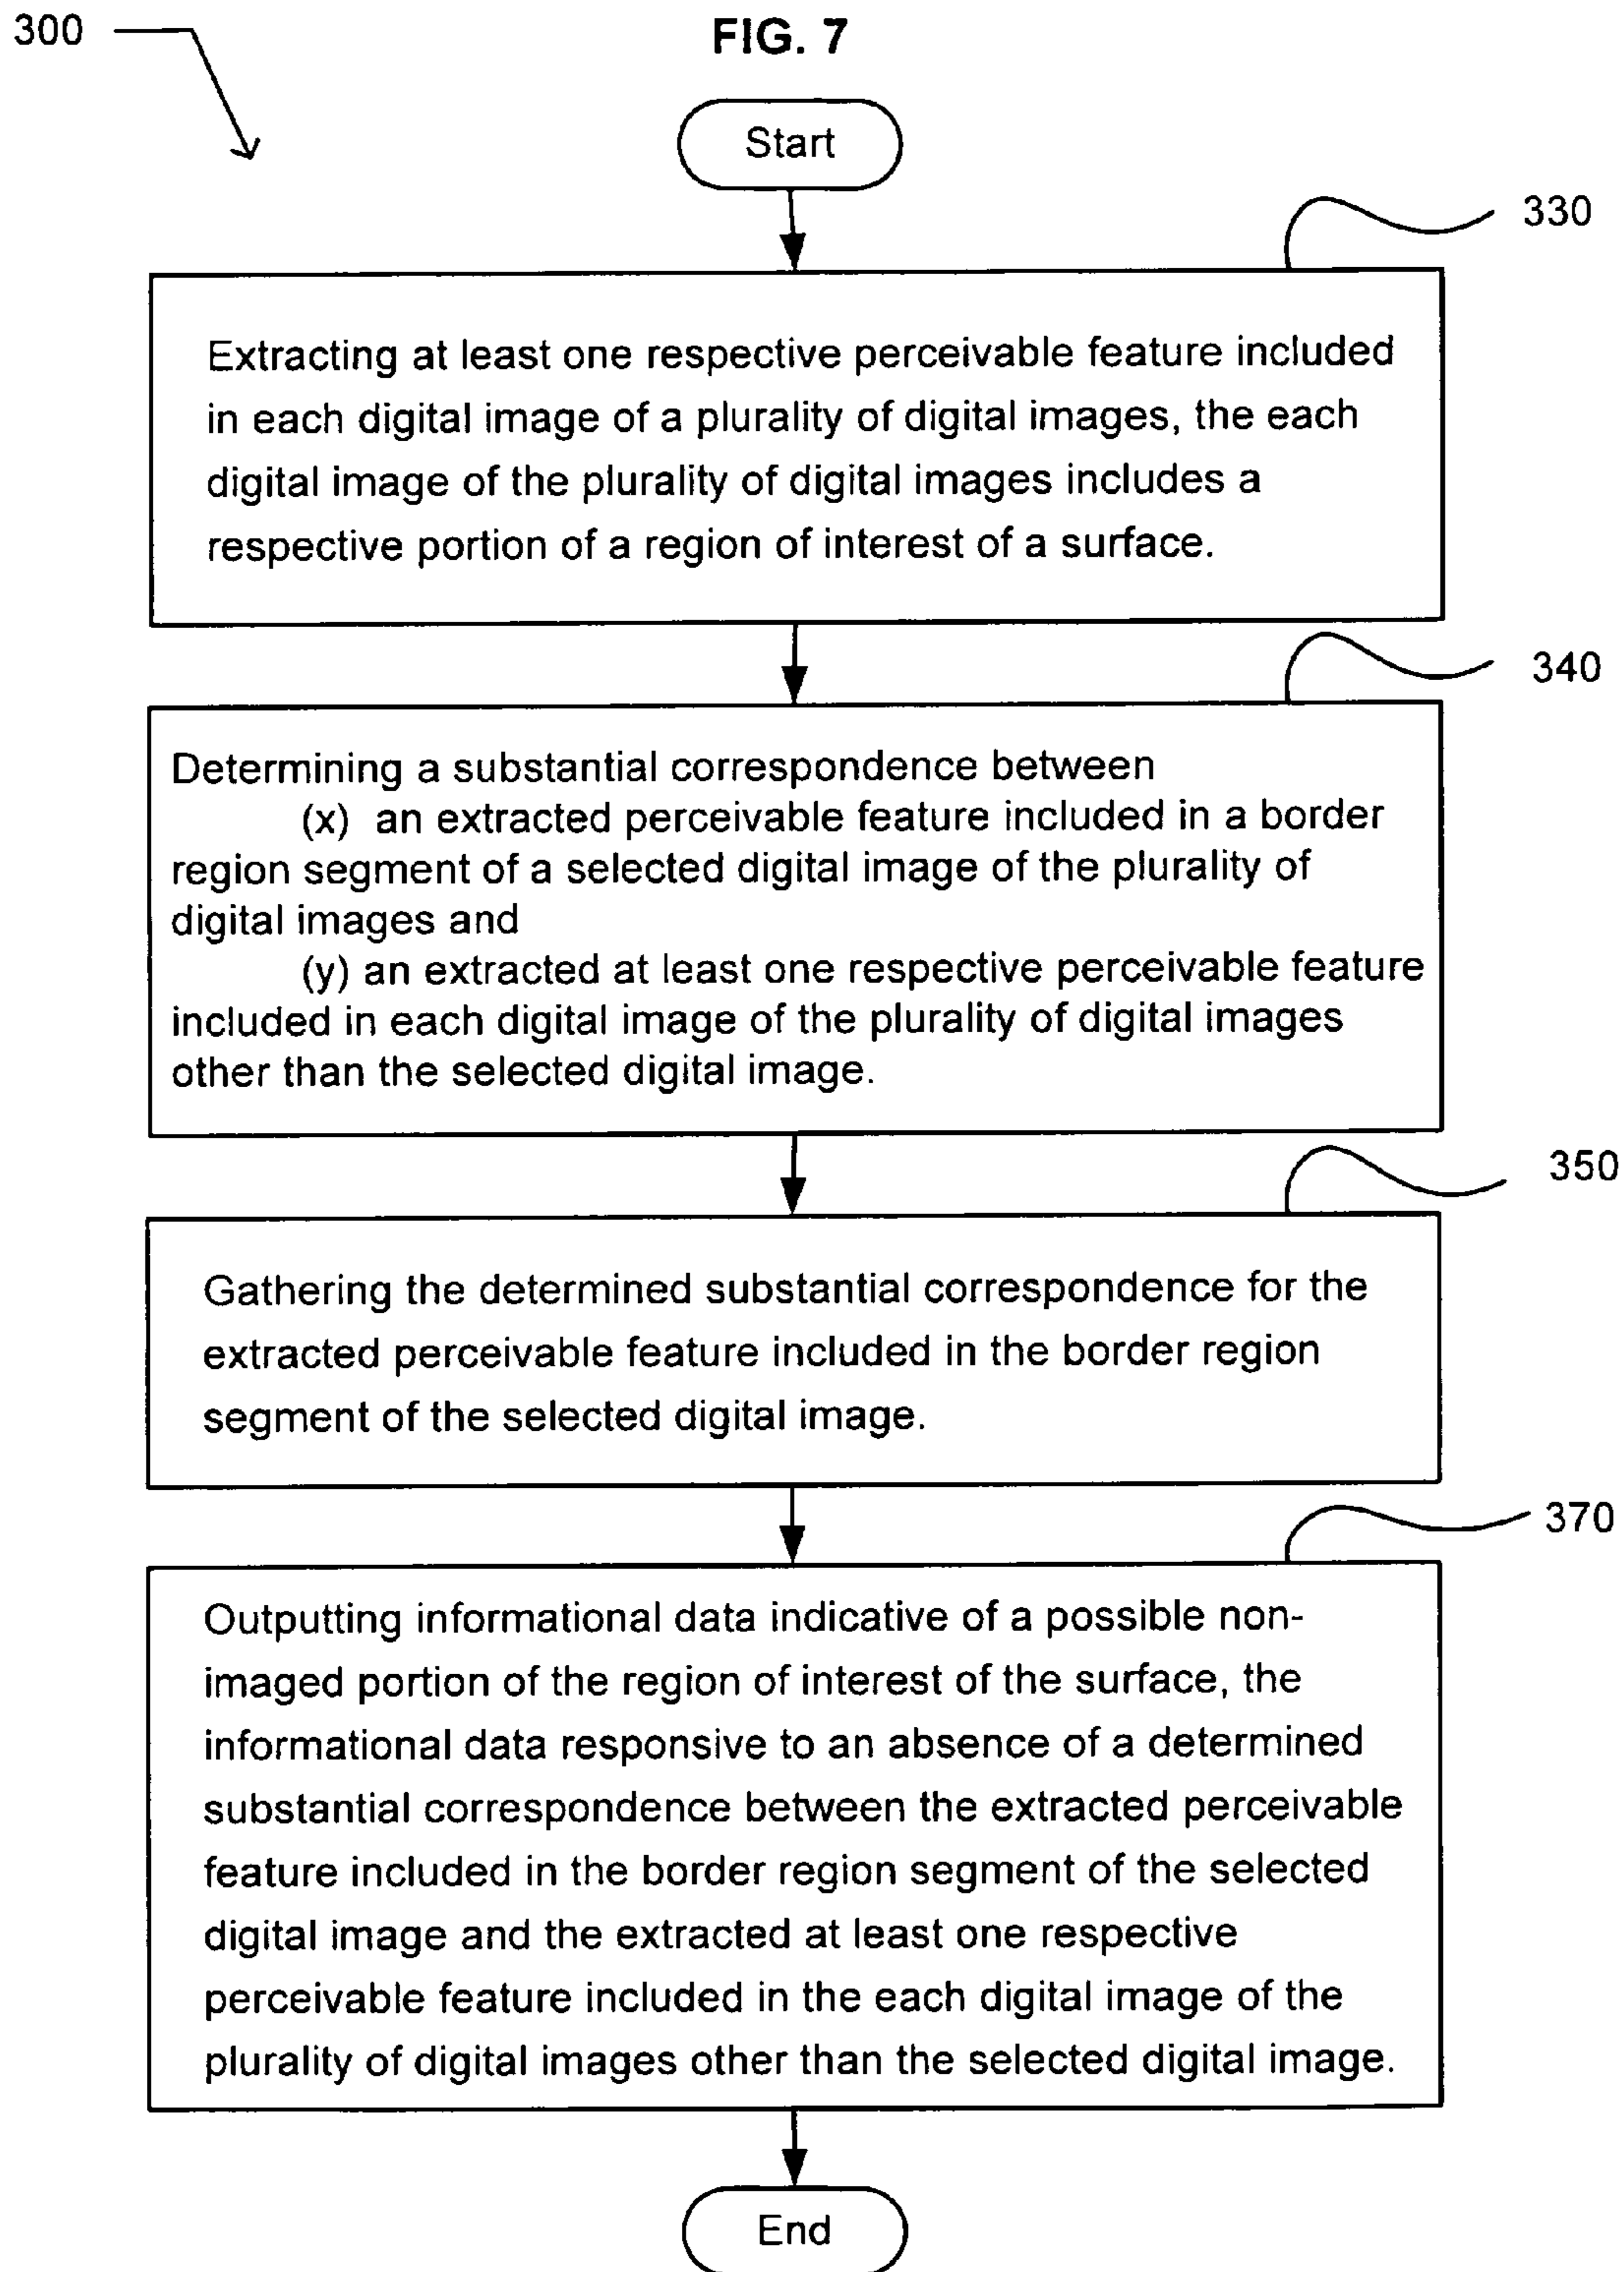 300
FIG. 7
Start
330
Extracting at least one respective perceivable feature included
in each digital image of a plurality of digital images, the each
digital image of the plurality of digital images includes a
respective portion of a region of interest of a surface.
340
Determining a substantial correspondence between
(x) an extracted perceivable feature included in a border
region segment of a selected digital image of the plurality of
digital images and
(y) an extracted at least one respective perceivable feature
included in each digital image of the plurality of digital images
other than the selected digital image.
350
Gathering the determined substantial correspondence for the
extracted perceivable feature included in the border region
segment of the selected digital image.
370
Outputting informational data indicative of a possible non-
imaged portion of the region of interest of the surface, the
informational data responsive to an absence of a determined
substantial correspondence between the extracted perceivable
feature included in the border region segment of the selected
digital image and the extracted at least one respective
perceivable feature included in the each digital image of the
plurality of digital images other than the selected digital image.
End